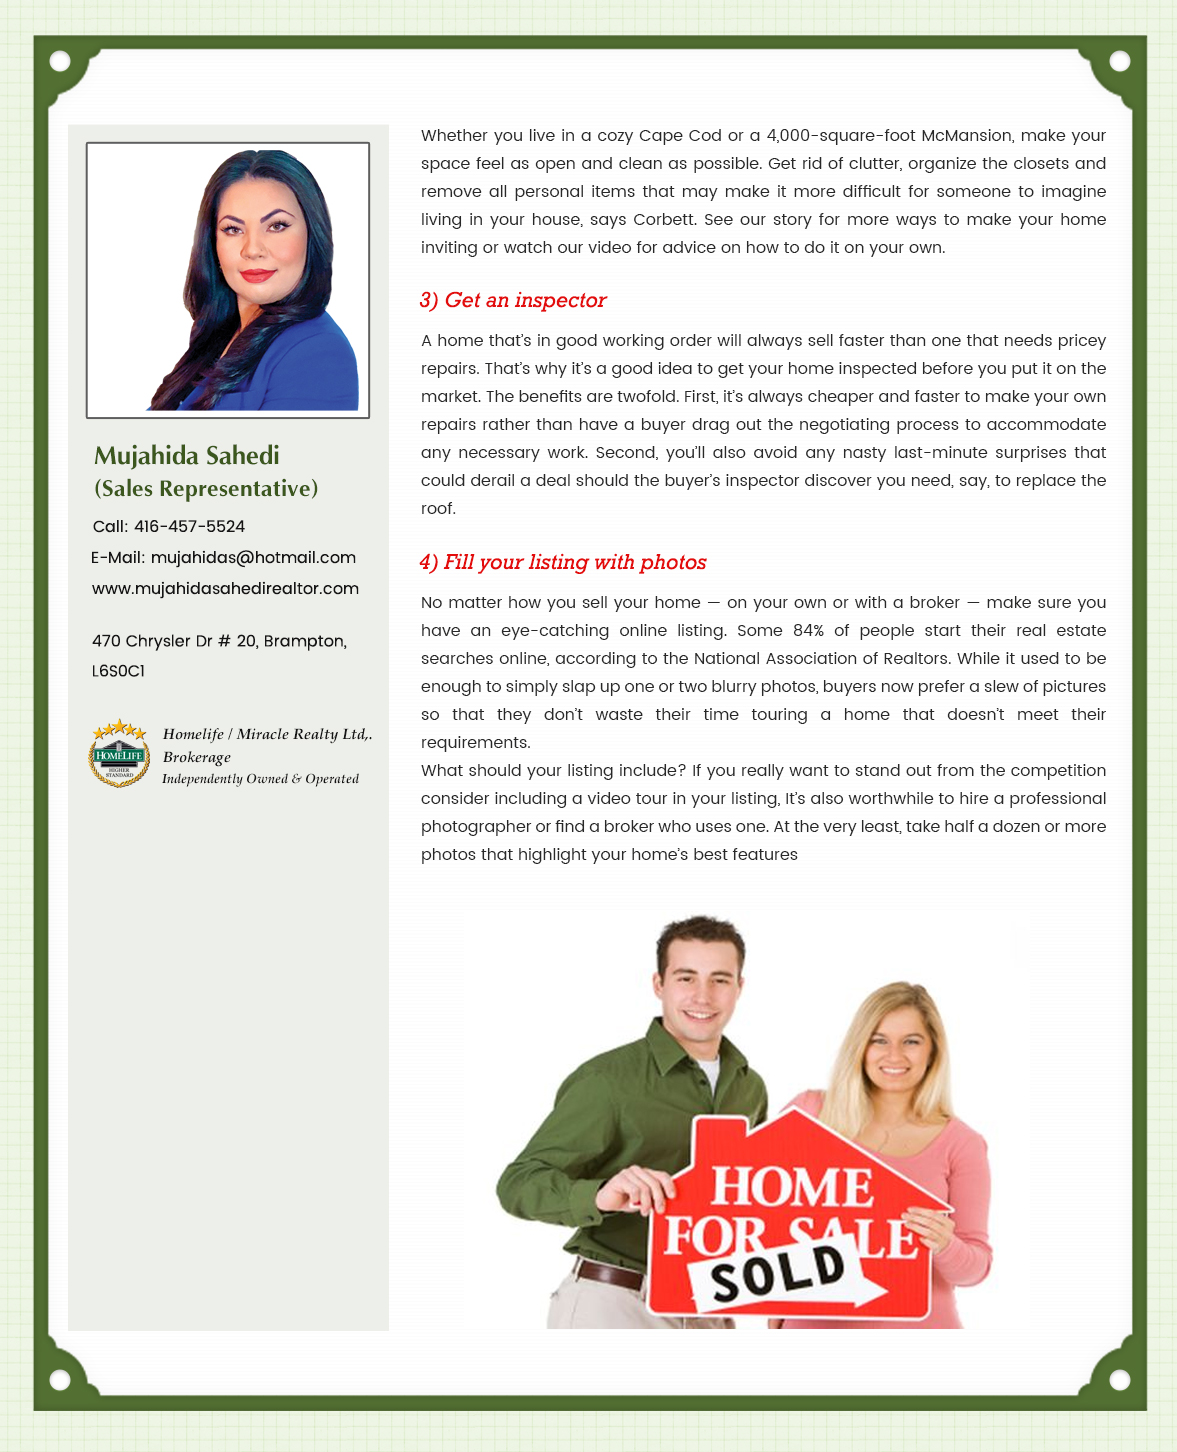 Mujahida Sahedi
(Sales Representative)
Call: 416-457-5524
E-Mail: mujahidas@hotmail.com
www.mujahidasahedirealtor.com
470 Chrysler Dr # 20, Brampton,
L6S0C1
HOMELIFE
HIGHER
STANDARD
Homelife / Miracle Realty Ltd,.
Brokerage
Independently Owned & Operated
Whether you live in a cozy Cape Cod or a 4,000-square-foot McMansion, make your
space feel as open and clean as possible. Get rid of clutter, organize the closets and
remove all personal items that may make it more difficult for someone to imagine
living in your house, says Corbett. See our story for more ways to make your home
inviting or watch our video for advice on how to do it on your own.
3) Get an inspector
A home that’s in good working order will always sell faster than one that needs pricey
repairs. That’s why it’s a good idea to get your home inspected before you put it on the
market. The benefits are twofold. First, it’s always cheaper and faster to make your own
repairs rather than have a buyer drag out the negotiating process to accommodate
any necessary work. Second, you’ll also avoid any nasty last-minute surprises that
could derail a deal should the buyer’s inspector discover you need, say, to replace the
roof.
4) Fill your listing with photos
No matter how you sell your home — on your own or with a broker — make sure you
have an eye-catching online listing. Some 84% of people start their real estate
searches online, according to the National Association of Realtors. While it used to be
enough to simply slap up one or two blurry photos, buyers now prefer a slew of pictures
so that they don’t waste their time touring a home that doesn’t meet their
requirements.
What should your listing include? If you really want to stand out from the competition
consider including a video tour in your listing, It’s also worthwhile to hire a professional
photographer or find a broker who uses one. At the very least, take half a dozen or more
photos that highlight your home’s best features
HOME
FOR SALE
SOLD